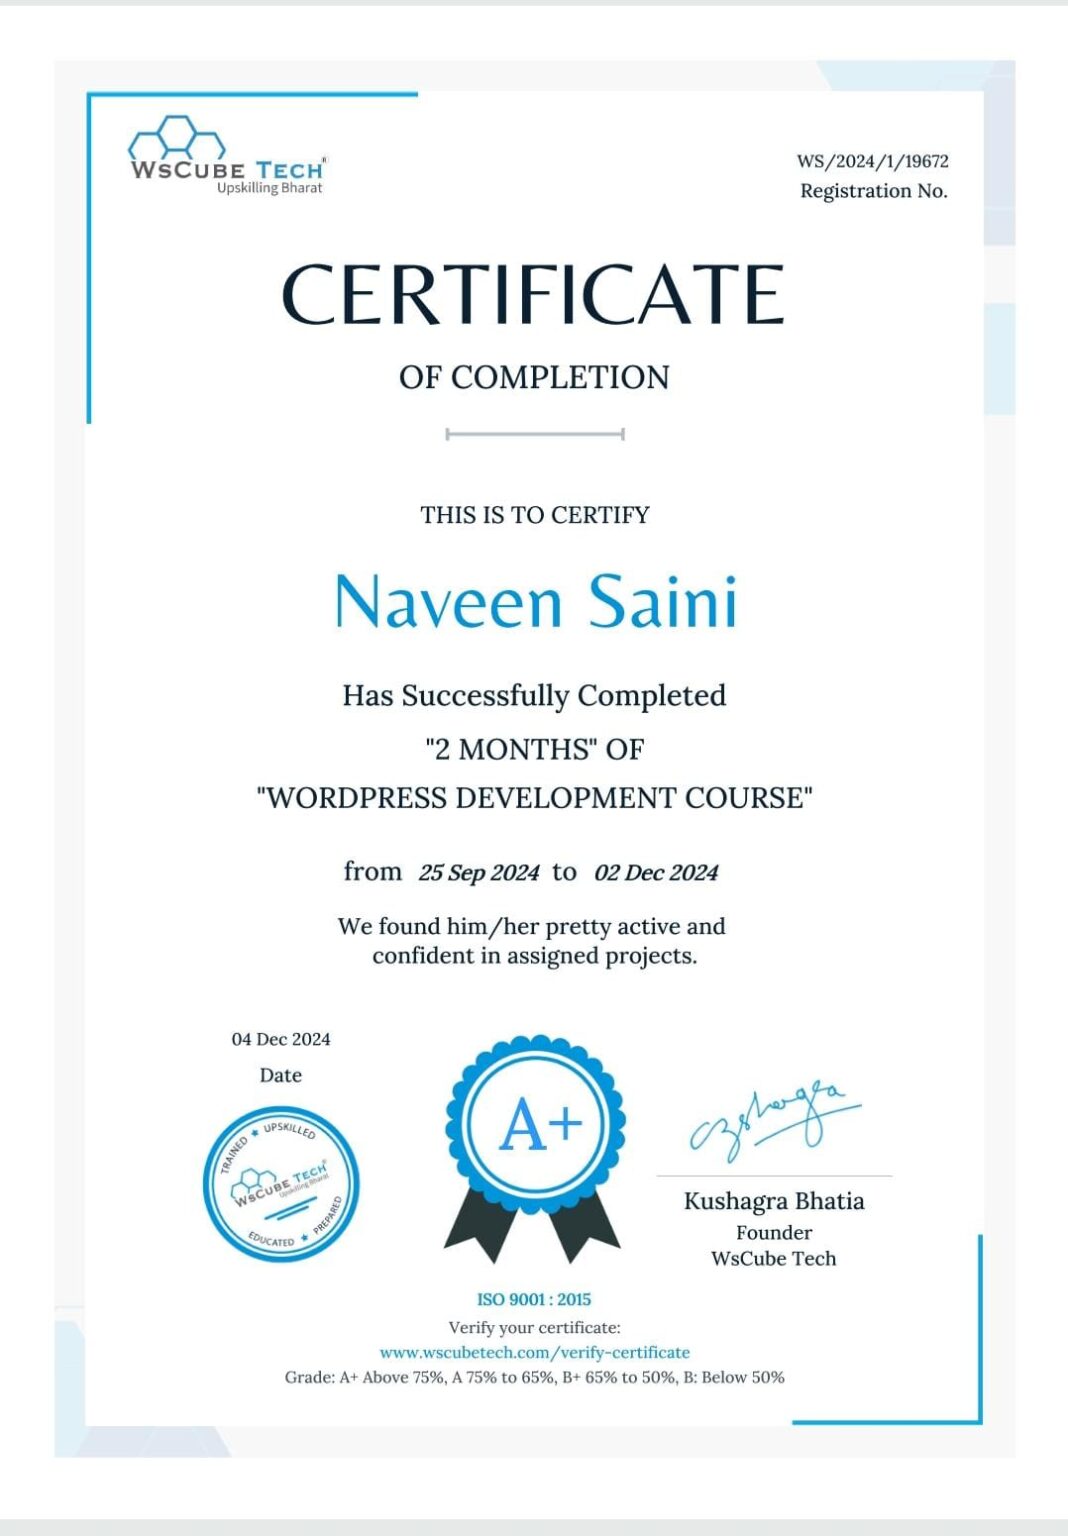 WsCube Tech®
Upskilling Bharat
WS/2024/1/19672
Registration No.
CERTIFICATE
OF COMPLETION
THIS IS TO CERTIFY
Naveen Saini
Has Successfully Completed
"2 MONTHS" OF
"WORDPRESS DEVELOPMENT COURSE"
from 25 Sep 2024 to 02 Dec 2024
We found him/her pretty active and
confident in assigned projects.
04 Dec 2024
Date
TRAINED ★ UPSKILLED
WsCube Tech®
Upskilling Bharat
EDUCATED ★ PREPARED
A+
Kushagra Bhatia
Founder
WsCube Tech
ISO 9001 : 2015
Verify your certificate:
www.wscubetech.com/verify-certificate
Grade: A+ Above 75%, A 75% to 65%, B+ 65% to 50%, B: Below 50%